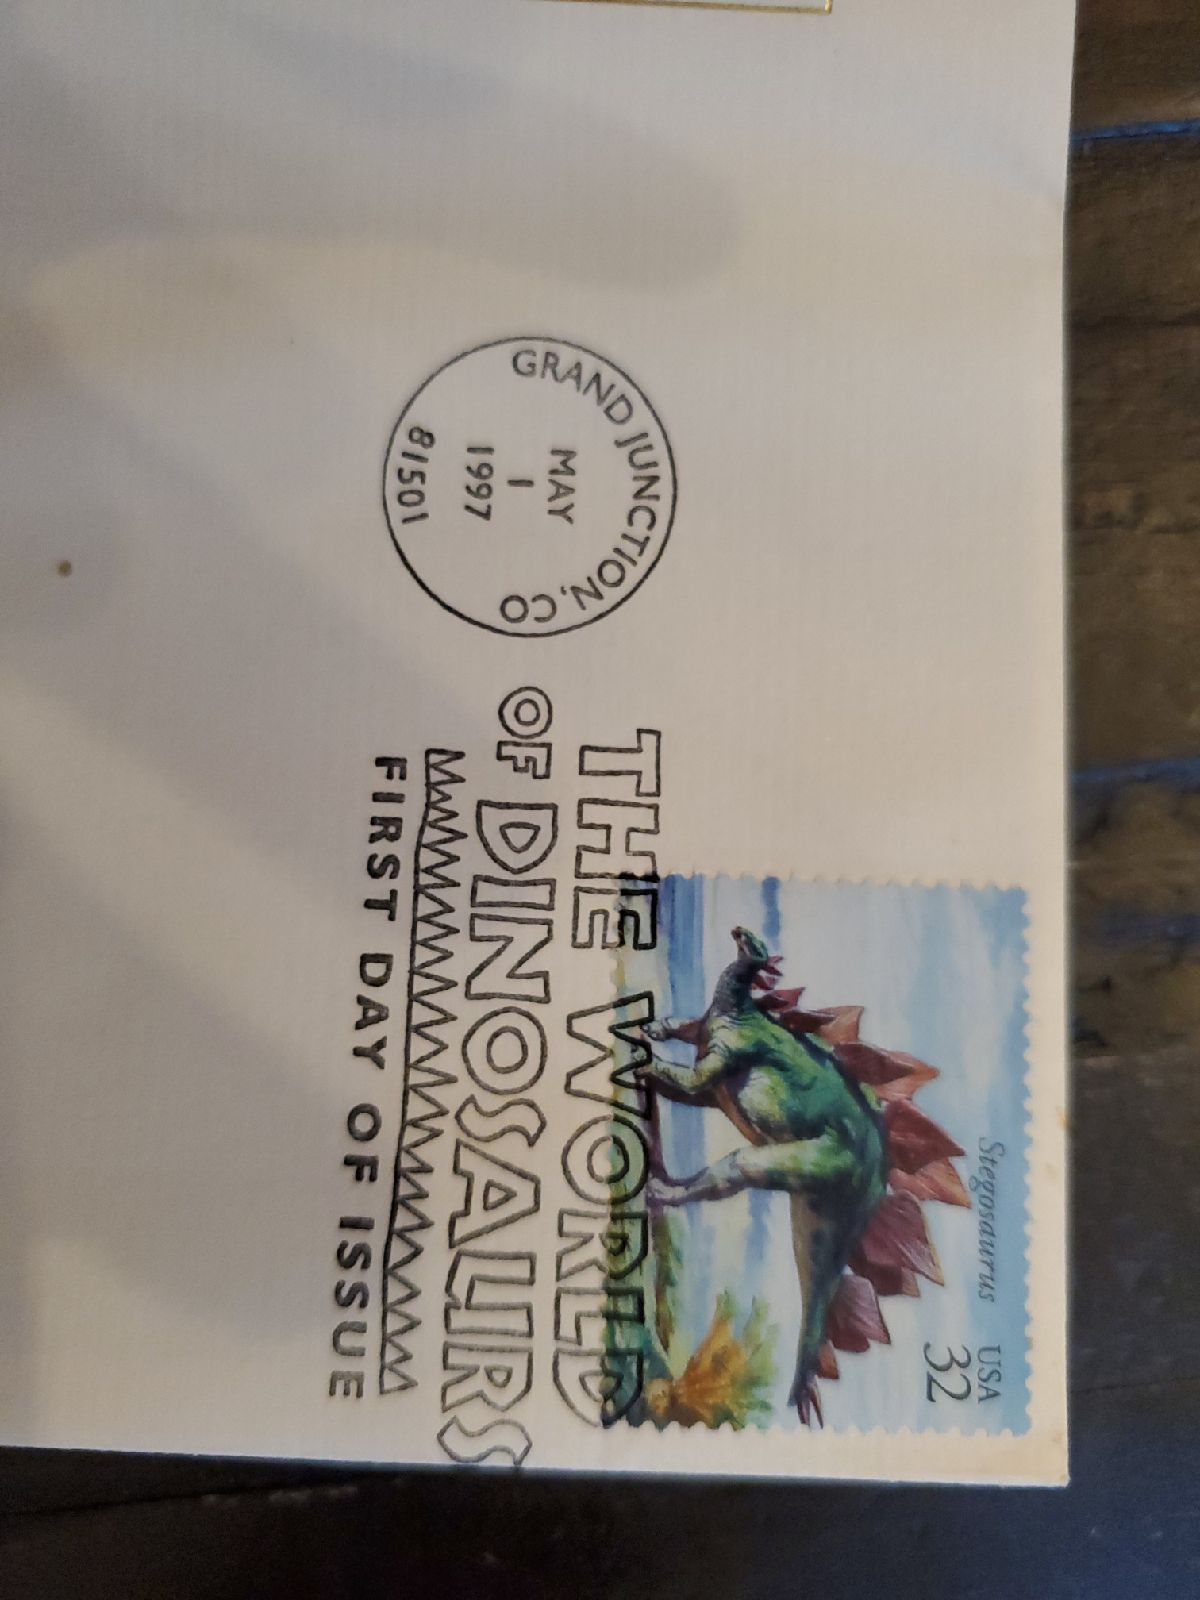 GRAND JUNCTION, CO
MAY
1
1997
81501
THE WORLD
OF DINOSAURS
FIRST DAY OF ISSUE
Stegosaurus
USA
32